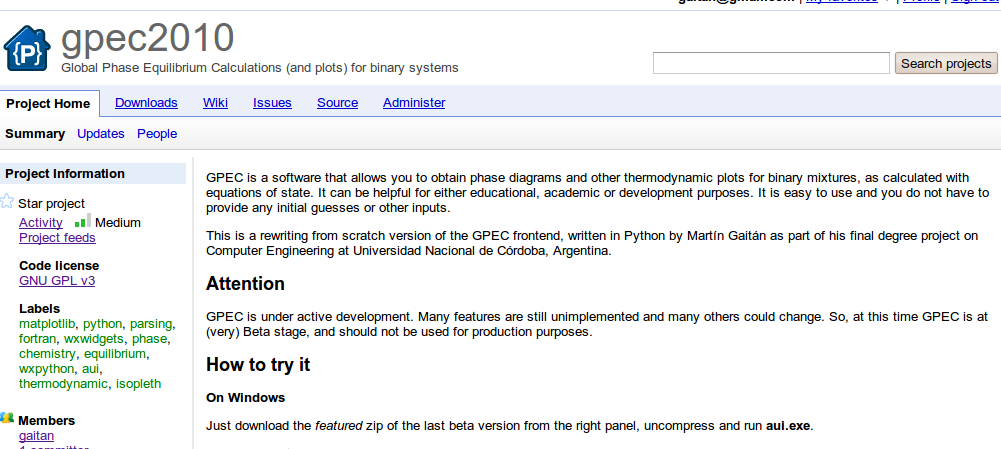 gpec2010
Global Phase Equilibrium Calculations (and plots) for binary systems
Search projects
Project Home Downloads Wiki Issues Source Administer
Summary Updates People
Project Information
Star project
Activity Medium
Project feeds
Code license
GNU GPL v3
Labels
matplotlib, python, parsing,
fortran, wxwidgets, phase,
chemistry, equilibrium,
wxpython, aui,
thermodynamic, isopleth
Members
gaitan
GPEC is a software that allows you to obtain phase diagrams and other thermodynamic plots for binary mixtures, as calculated with
equations of state. It can be helpful for either educational, academic or development purposes. It is easy to use and you do not have to
provide any initial guesses or other inputs.
This is a rewriting from scratch version of the GPEC frontend, written in Python by Martín Gaitán as part of his final degree project on
Computer Engineering at Universidad Nacional de Córdoba, Argentina.
Attention
GPEC is under active development. Many features are still unimplemented and many others could change. So, at this time GPEC is at
(very) Beta stage, and should not be used for production purposes.
How to try it
On Windows
Just download the featured zip of the last beta version from the right panel, uncompress and run aui.exe.